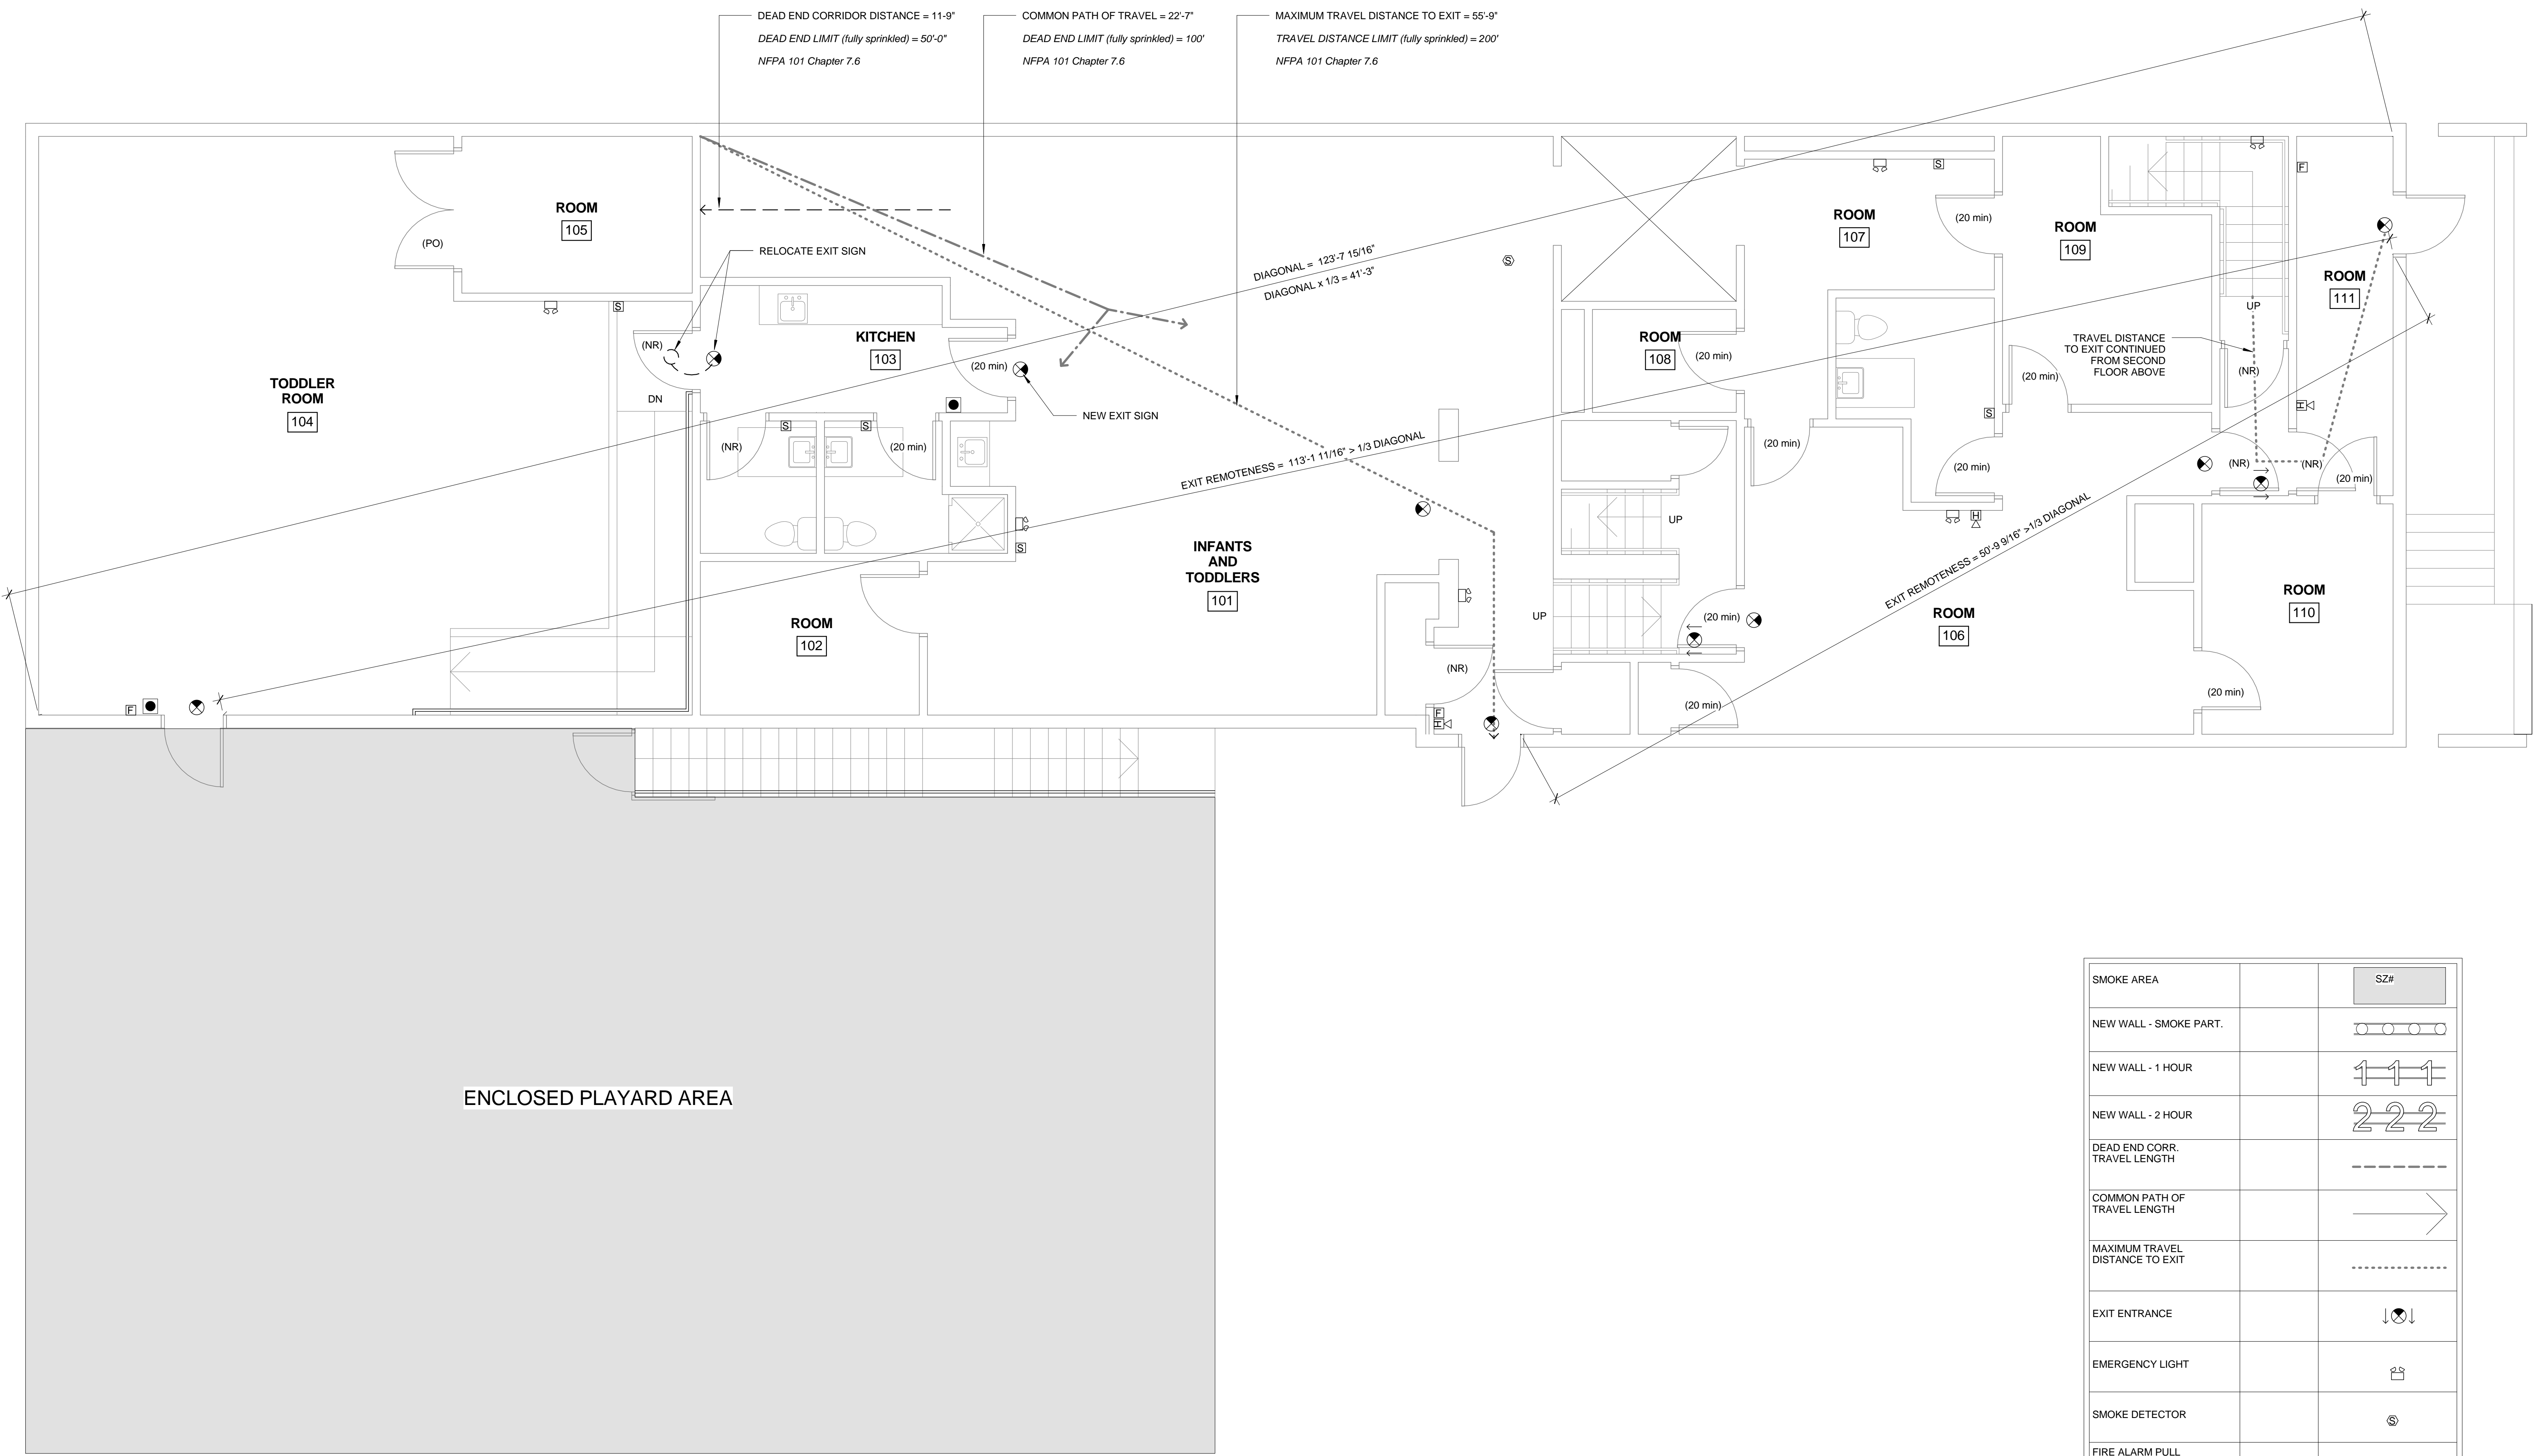 DEAD END CORRIDOR DISTANCE = 11-9"
DEAD END LIMIT (fully sprinkled) = 50'-0"
NFPA 101 Chapter 7.6
COMMON PATH OF TRAVEL = 22'-7"
DEAD END LIMIT (fully sprinkled) = 100'
NFPA 101 Chapter 7.6
MAXIMUM TRAVEL DISTANCE TO EXIT = 55'-9"
TRAVEL DISTANCE LIMIT (fully sprinkled) = 200'
NFPA 101 Chapter 7.6
ROOM
105
(PO)
RELOCATE EXIT SIGN
S
(NR)
KITCHEN
103
(20 min)
NEW EXIT SIGN
TODDLER
ROOM
104
DN
S
S
(NR)
(20 min)
S
DIAGONAL = 123'-7 15/16"
DIAGONAL x 1/3 = 41'-3"
S
EXIT REMOTENESS = 113'-1 11/16" > 1/3 DIAGONAL
INFANTS
AND
TODDLERS
101
ROOM
102
F
(NR)
F
H
UP
UP
(20 min)
(20 min)
ROOM
108
(20 min)
(20 min)
S
ROOM
107
(20 min)
ROOM
109
F
ROOM
111
UP
TRAVEL DISTANCE
TO EXIT CONTINUED
FROM SECOND
FLOOR ABOVE
(NR)
(20 min)
S
H
(20 min)
(NR)
(NR)
(20 min)
H
EXIT REMOTENESS = 50'-9 9/16" >1/3 DIAGONAL
ROOM
106
ROOM
110
(20 min)
ENCLOSED PLAYARD AREA
SMOKE AREA
SZ#
NEW WALL - SMOKE PART.
NEW WALL - 1 HOUR
1 1 1
NEW WALL - 2 HOUR
2 2 2
DEAD END CORR.
TRAVEL LENGTH
COMMON PATH OF
TRAVEL LENGTH
MAXIMUM TRAVEL
DISTANCE TO EXIT
EXIT ENTRANCE
EMERGENCY LIGHT
SMOKE DETECTOR
S
FIRE ALARM PULL